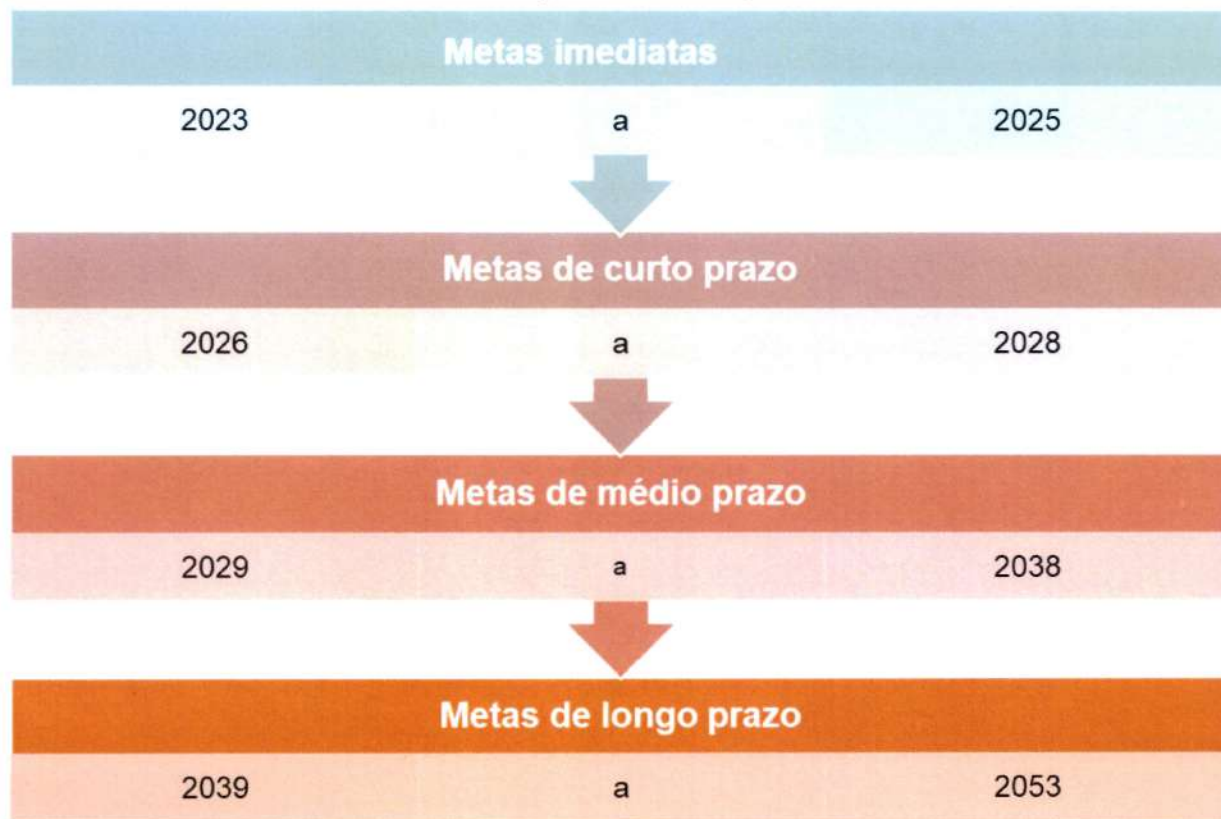 Metas imediatas
2023 a 2025
Metas de curto prazo
2026 a 2028
Metas de médio prazo
2029 a 2038
Metas de longo prazo
2039 a 2053